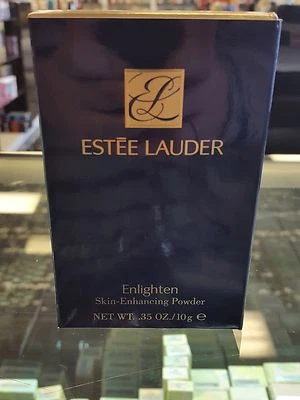 EL
ESTĒE LAUDER
Enlighten
Skin-Enhancing Powder
NET WT. .35 OZ./10g ℮